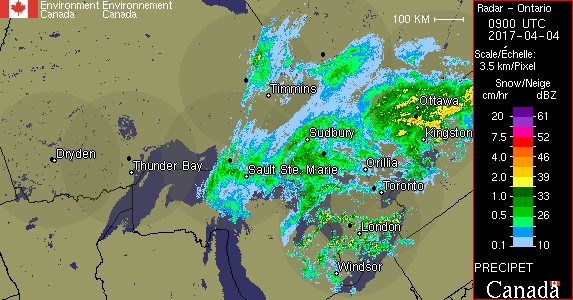 Environment Environnement
Canada Canada
100 KM
Timmins
Ottawa
Kingston
Sudbury
Dryden
Thunder Bay
Sault Ste. Marie
Orillia
Toronto
London
Windsor
Radar - Ontario
0900 UTC
2017-04-04
Scale/Échelle:
3.5 km/Pixel
Snow/Neige
cm/hr dBZ
20 61
7.5 52
4.0 46
2.0 39
1.0 33
0.5 26
0.1 10
PRECIPET
Canada